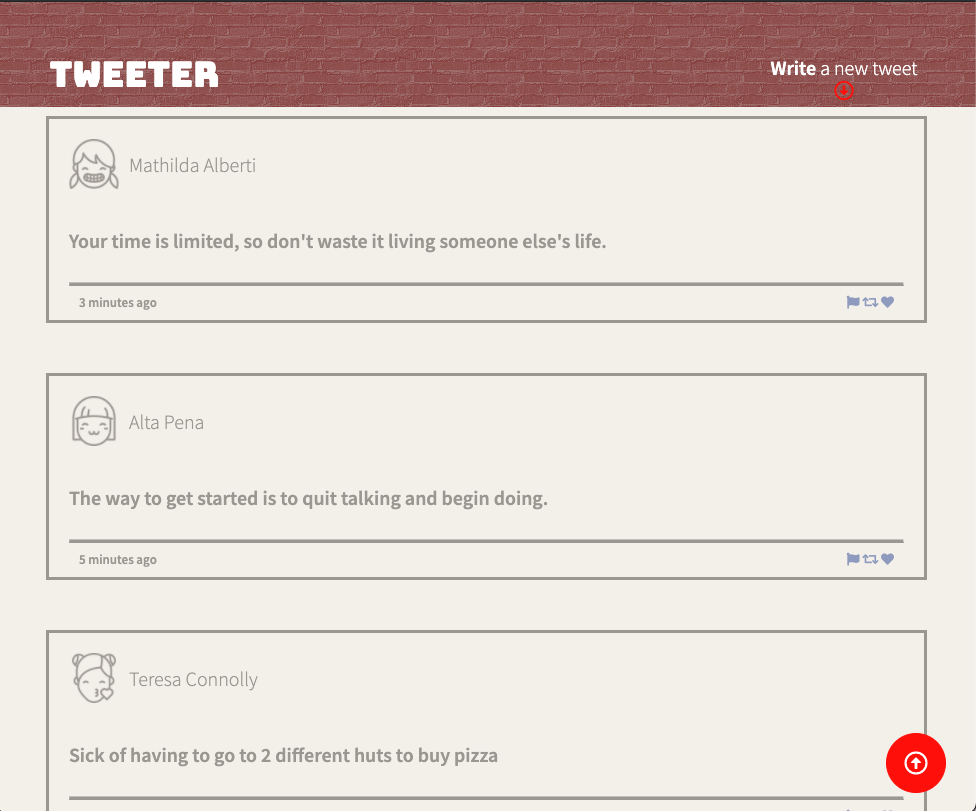 TWEETER
Write a new tweet
Mathilda Alberti
Your time is limited, so don't waste it living someone else's life.
3 minutes ago
Alta Pena
The way to get started is to quit talking and begin doing.
5 minutes ago
Teresa Connolly
Sick of having to go to 2 different huts to buy pizza